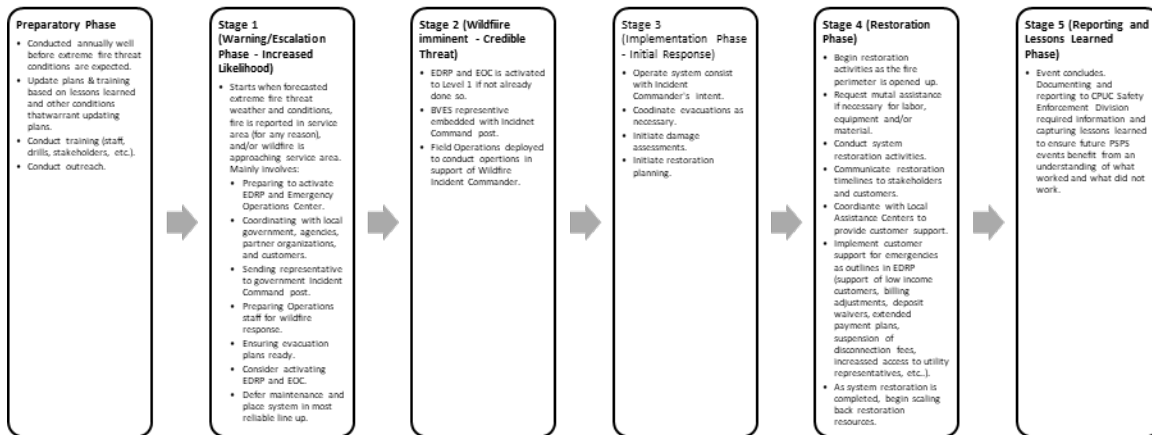 Preparatory Phase
• Conducted annually well
before extreme fire threat
conditions are expected.
• Update plans & training
based on lessons learned
and other conditions
thatwarrant updating
plans.
• Conduct training (staff,
drills, stakeholders, etc.).
• Conduct outreach.
Stage 1
(Warning/Escalation
Phase - Increased
Likelihood)
• Starts when forecasted
extreme fire threat
weather and conditions,
fire is reported in service
area (for any reason),
and/or wildfire is
approaching service area.
Mainly involves:
• Preparing to activate
EDRP and Emergency
Operations Center.
• Coordinating with local
government, agencies,
partner organizations,
and customers.
• Sending representative
to government Incident
Command post.
• Preparing Operations
staff for wildfire
response.
• Ensuring evacuation
plans ready.
• Consider activating
EDRP and EOC.
• Defer maintenance and
place system in most
reliable line up.
Stage 2 (Wildfiire
imminent - Credible
Threat)
• EDRP and EOC is activated
to Level 1 if not already
done so.
• BVES representive
embedded with Incidnet
Command post.
• Field Operations deployed
to conduct opertions in
support of Wildfire
Incident Commander.
Stage 3
(Implementation Phase
- Initial Response)
• Operate system consist
with Incident
Commander's intent.
• Coodinate evacuations as
necessary.
• Initiate damage
assessments.
• Initiate restoration
planning.
Stage 4 (Restoration
Phase)
• Begin restoration
activities as the fire
perimeter is opened up.
• Request mutal assistance
if necessary for labor,
equipment and/or
material.
• Conduct system
restoration activities.
• Communicate restoration
timelines to stakeholders
and customers.
• Coordiante with Local
Assistance Centers to
provide customer support.
• Implement customer
support for emergencies
as outlines in EDRP
(support of low income
customers, billing
adjustments, deposit
waivers, extended
payment plans,
suspension of
disconnection fees,
increassed access to utility
representatives, etc..).
• As system restoration is
completed, begin scaling
back restoration
resources.
Stage 5 (Reporting and
Lessons Learned
Phase)
• Event concludes.
Documenting and
reporting to CPUC Safety
Enforcement Division
required information and
capturing lessons learned
to ensure future PSPS
events benefit from an
understanding of what
worked and what did not
work.